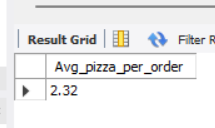 Result Grid Filter R
Avg_pizza_per_order
2.32